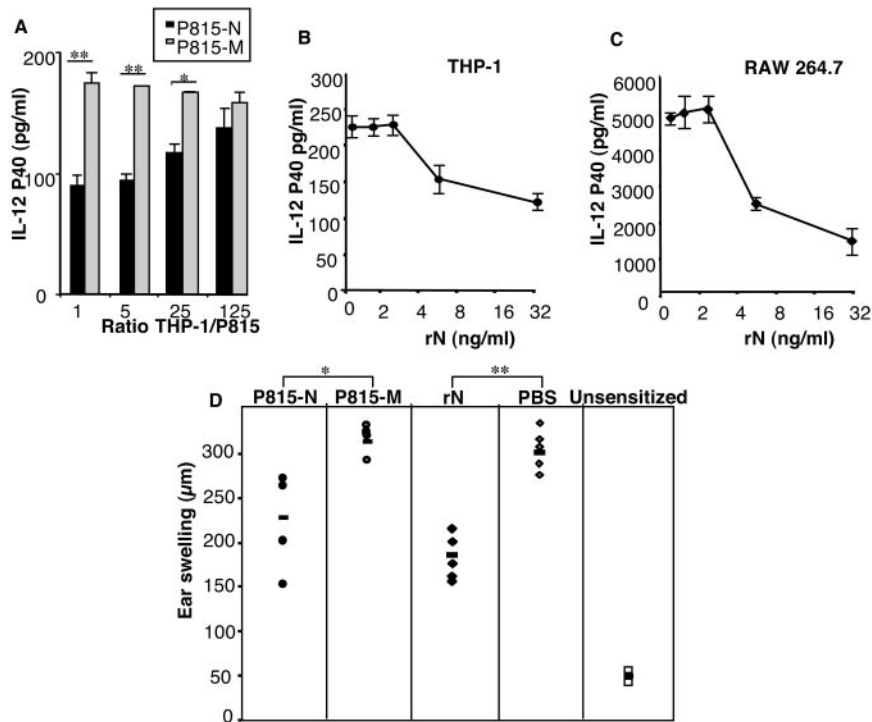 A
P815-N
P815-M
IL-12 P40 (pg/ml)
200
100
0
** ** *
1 5 25 125
Ratio THP-1/P815
B
THP-1
IL-12 P40 pg/ml)
300
250
200
150
100
50
0
0 2 4 8 16 32
rN (ng/ml)
C
RAW 264.7
IL-12 P40 (pg/ml)
6000
5000
4000
3000
2000
1000
0
0 2 4 8 16 32
rN (ng/ml)
* **
D P815-N P815-M rN PBS Unsensitized
Ear swelling (µm)
300
250
200
150
100
50
0